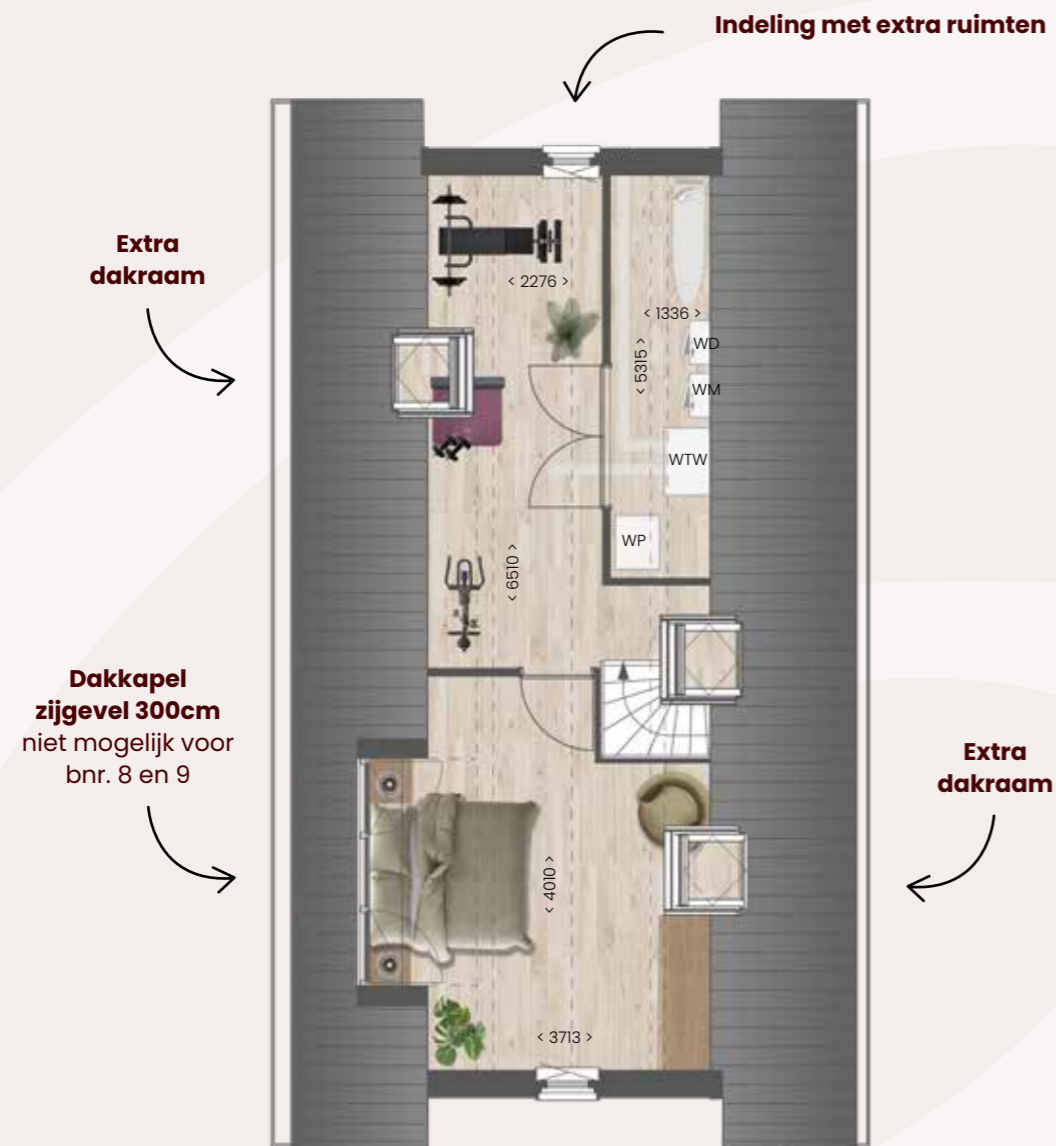 Indeling met extra ruimten
Extra
dakraam
< 2276 >
< 1336 >
< 5315 >
WD
WM
WTW
WP
< 6510 >
Dakkapel
zijgevel 300cm
niet mogelijk voor
bnr. 8 en 9
Extra
dakraam
< 4010 >
< 3713 >